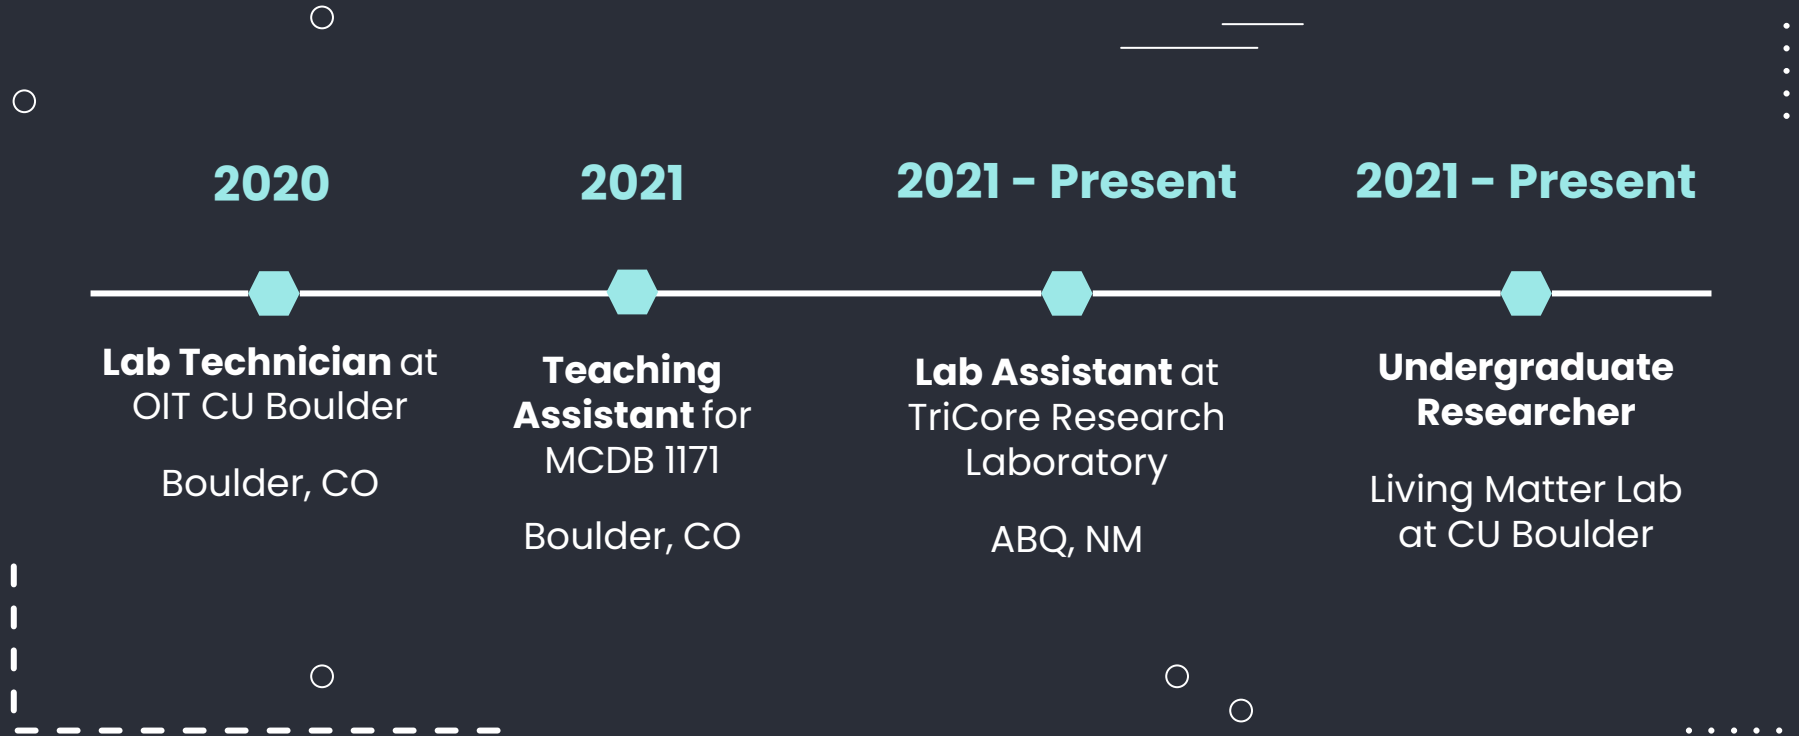 2020
Lab Technician at
OIT CU Boulder
Boulder, CO
2021
Teaching
Assistant for
MCDB 1171
Boulder, CO
2021 - Present
Lab Assistant at
TriCore Research
Laboratory
ABQ, NM
2021 - Present
Undergraduate
Researcher
Living Matter Lab
at CU Boulder